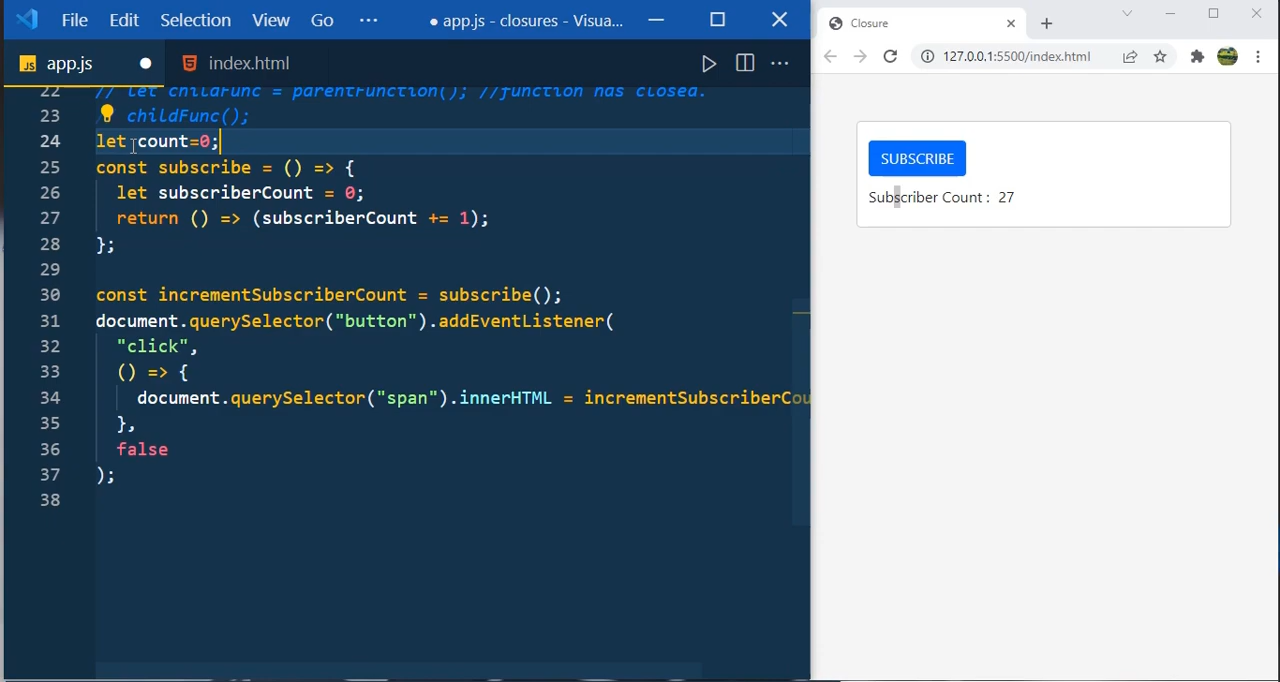 File Edit Selection View Go ··· ● app.js - closures - Visua...
JS app.js ● index.html
Closure
127.0.0.1:5500/index.html
22 // let childFunc = parentFunction(); //function has closed.
23 childFunc();
24 let count=0;
25 const subscribe = () => {
26 let subscriberCount = 0;
27 return () => (subscriberCount += 1);
28 };
29
30 const incrementSubscriberCount = subscribe();
31 document.querySelector("button").addEventListener(
32 "click",
33 () => {
34 document.querySelector("span").innerHTML = incrementSubscriberCou
35 },
36 false
37 );
38
SUBSCRIBE
Subscriber Count : 27